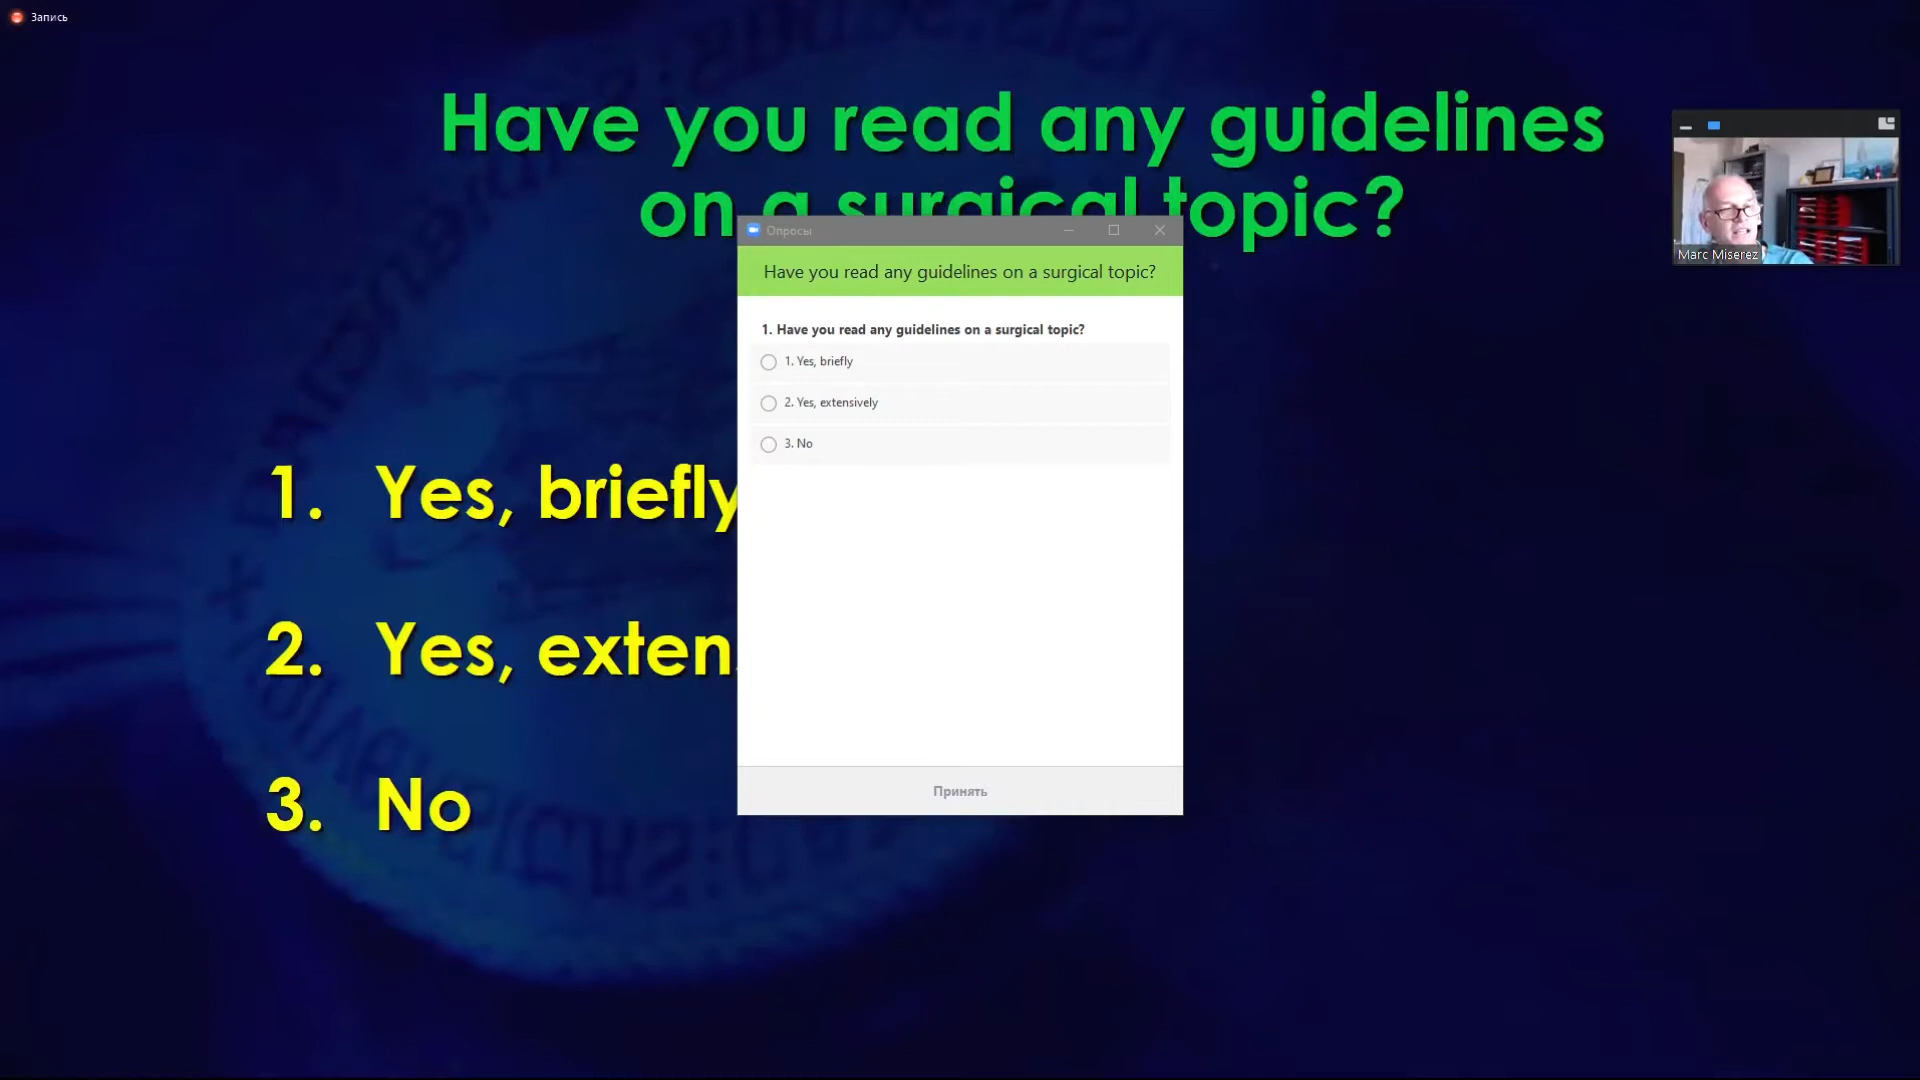 Запись
Have you read any guidelines
on a surgical topic?
Marc Miserez
Опросы
Have you read any guidelines on a surgical topic?
1. Have you read any guidelines on a surgical topic?
1. Yes, briefly
2. Yes, extensively
3. No
Принять
1. Yes, briefly
2. Yes, exten
3. No